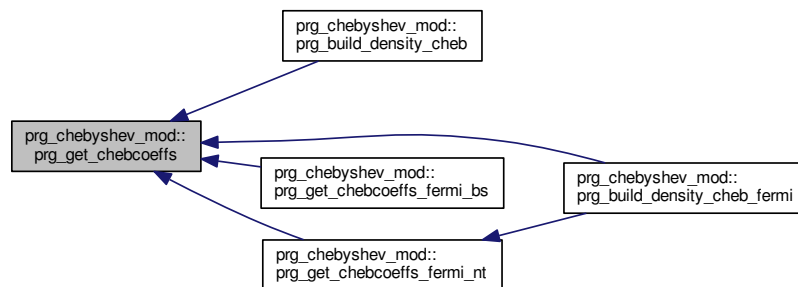 prg_chebyshev_mod::
prg_build_density_cheb
prg_chebyshev_mod::
prg_get_chebcoeffs
prg_chebyshev_mod::
prg_get_chebcoeffs_fermi_bs
prg_chebyshev_mod::
prg_build_density_cheb_fermi
prg_chebyshev_mod::
prg_get_chebcoeffs_fermi_nt